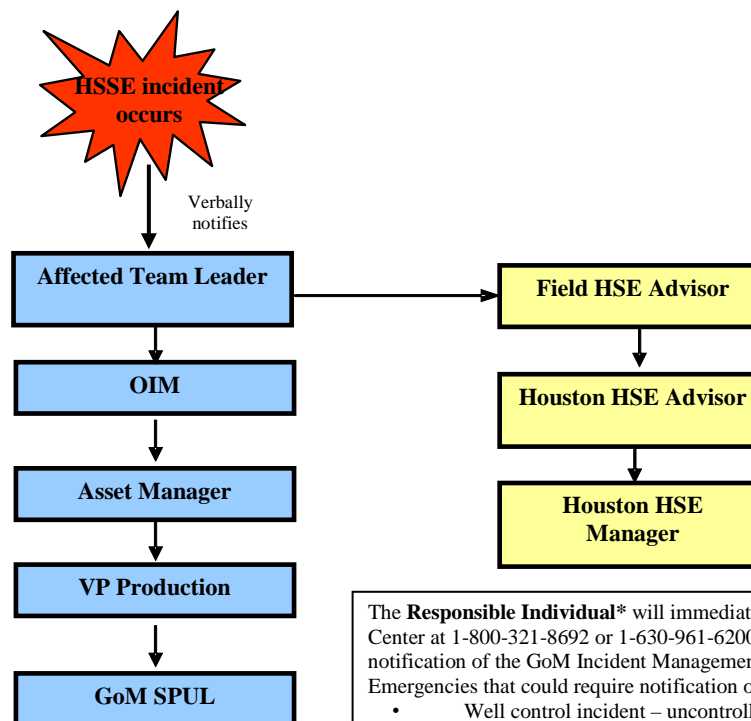 HSSE incident
occurs
Verbally
notifies
Affected Team Leader
Field HSE Advisor
OIM
Houston HSE Advisor
Asset Manager
Houston HSE
Manager
VP Production
GoM SPUL
The Responsible Individual* will immediat
Center at 1-800-321-8692 or 1-630-961-6200
notification of the GoM Incident Management
Emergencies that could require notification o
• Well control incident – uncontroll